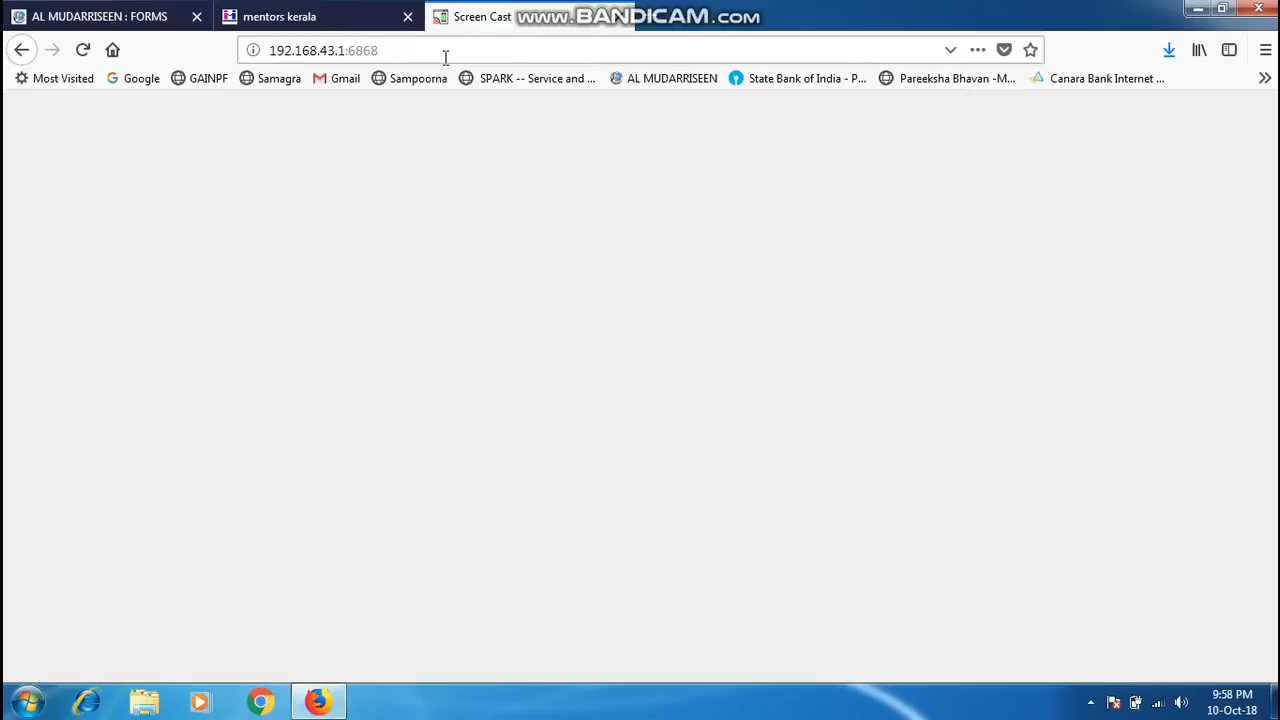 AL MUDARRISEEN : FORMS
mentors kerala
Screen Cast
www.BANDICAM.com
192.168.43.1:6868
Most Visited
Google
GAINPF
Samagra
Gmail
Sampoorna
SPARK -- Service and ...
AL MUDARRISEEN
State Bank of India - P...
Pareeksha Bhavan -M...
Canara Bank Internet ...
9:58 PM
10-Oct-18